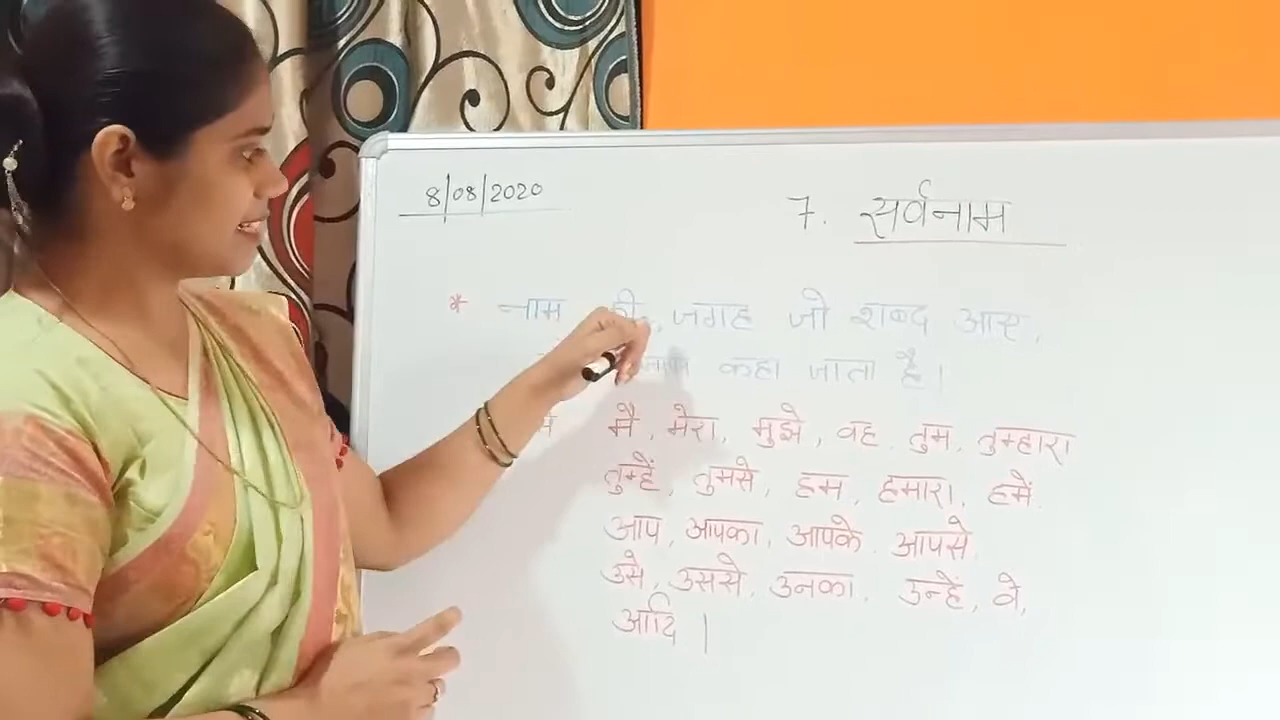 8/08/2020
7. सर्वनाम
* नाम की जगह जो शब्द आए,
कहा जाता है।
मै, मेरा, मुझे, वह, तुम, तुम्हारा
तुम्हें, तुमसे, हम, हमारा, हमें.
आप, आपका, आपके, आपसे.
उसे, उससे, उनका, उन्हें, वे,
आदि |